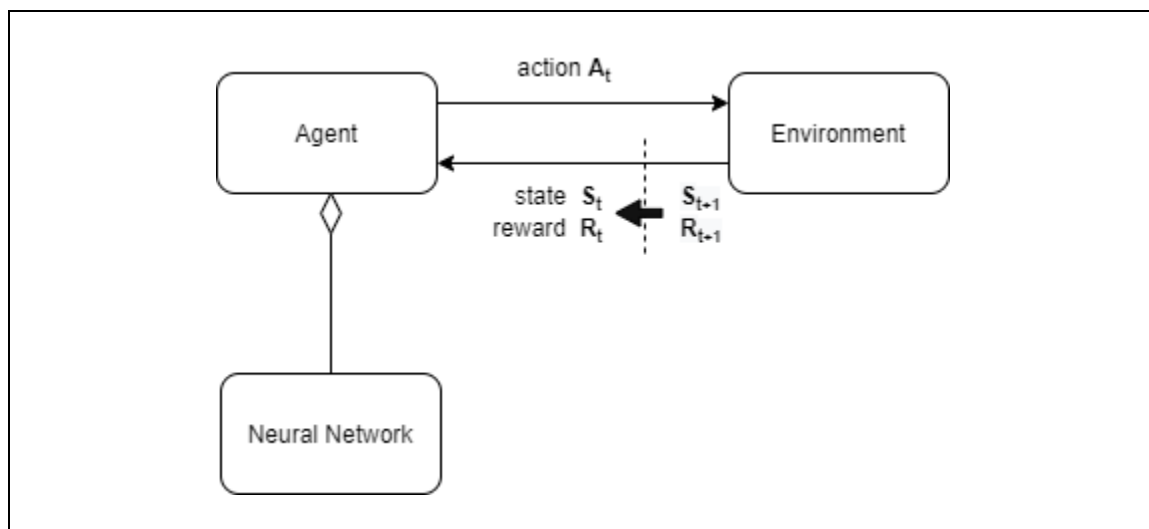 action Aₜ
Agent
Environment
state Sₜ Sₜ₊₁
reward Rₜ Rₜ₊₁
Neural Network